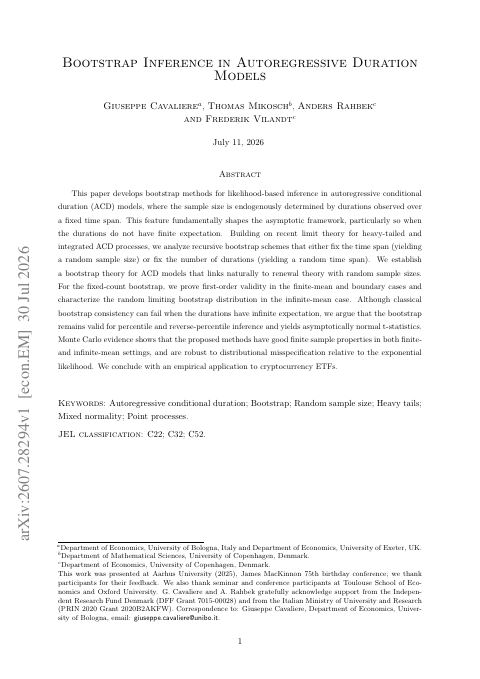 BOOTSTRAP INFERENCE IN AUTOREGRESSIVE DURATION
MODELS
GIUSEPPE CAVALIEREᵃ, THOMAS MIKOSCHᵇ, ANDERS RAHBEKᶜ
AND FREDERIK VILANDTᶜ
July 11, 2026
ABSTRACT
This paper develops bootstrap methods for likelihood-based inference in autoregressive conditional
duration (ACD) models, where the sample size is endogenously determined by durations observed over
a fixed time span. This feature fundamentally shapes the asymptotic framework, particularly so when
the durations do not have finite expectation. Building on recent limit theory for heavy-tailed and
integrated ACD processes, we analyze recursive bootstrap schemes that either fix the time span (yielding
a random sample size) or fix the number of durations (yielding a random time span). We establish
a bootstrap theory for ACD models that links naturally to renewal theory with random sample sizes.
For the fixed-count bootstrap, we prove first-order validity in the finite-mean and boundary cases and
characterize the random limiting bootstrap distribution in the infinite-mean case. Although classical
bootstrap consistency can fail when the durations have infinite expectation, we argue that the bootstrap
remains valid for percentile and reverse-percentile inference and yields asymptotically normal t-statistics.
Monte Carlo evidence shows that the proposed methods have good finite sample properties in both finite-
and infinite-mean settings, and are robust to distributional misspecification relative to the exponential
likelihood. We conclude with an empirical application to cryptocurrency ETFs.
KEYWORDS: Autoregressive conditional duration; Bootstrap; Random sample size; Heavy tails;
Mixed normality; Point processes.
JEL CLASSIFICATION: C22; C32; C52.
ᵃDepartment of Economics, University of Bologna, Italy and Department of Economics, University of Exeter, UK.
ᵇDepartment of Mathematical Sciences, University of Copenhagen, Denmark.
ᶜDepartment of Economics, University of Copenhagen, Denmark.
This work was presented at Aarhus University (2025), James MacKinnon 75th birthday conference; we thank
participants for their feedback. We also thank seminar and conference participants at Toulouse School of Eco-
nomics and Oxford University. G. Cavaliere and A. Rahbek gratefully acknowledge support from the Indepen-
dent Research Fund Denmark (DFF Grant 7015-00028) and from the Italian Ministry of University and Research
(PRIN 2020 Grant 2020B2AKFW). Correspondence to: Giuseppe Cavaliere, Department of Economics, Univer-
sity of Bologna, email: giuseppe.cavaliere@unibo.it.
1
arXiv:2607.28294v1 [econ.EM] 30 Jul 2026